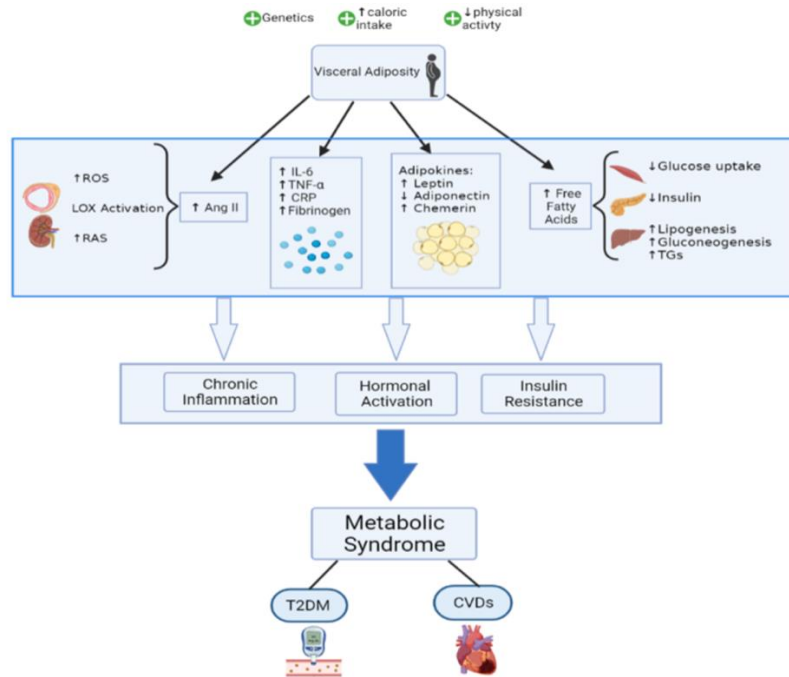 Genetics
↑caloric
intake
↓physical
activty
Visceral Adiposity
↑ROS
LOX Activation
↑RAS
↑ Ang II
↑ IL-6
↑TNF-α
↑ CRP
↑Fibrinogen
Adipokines:
↑ Leptin
↓ Adiponectin
↑ Chemerin
↑ Free
Fatty
Acids
↓Glucose uptake
↓Insulin
↑Lipogenesis
↑Gluconeogenesis
↑TGs
Chronic
Inflammation
Hormonal
Activation
Insulin
Resistance
Metabolic
Syndrome
T2DM
CVDs